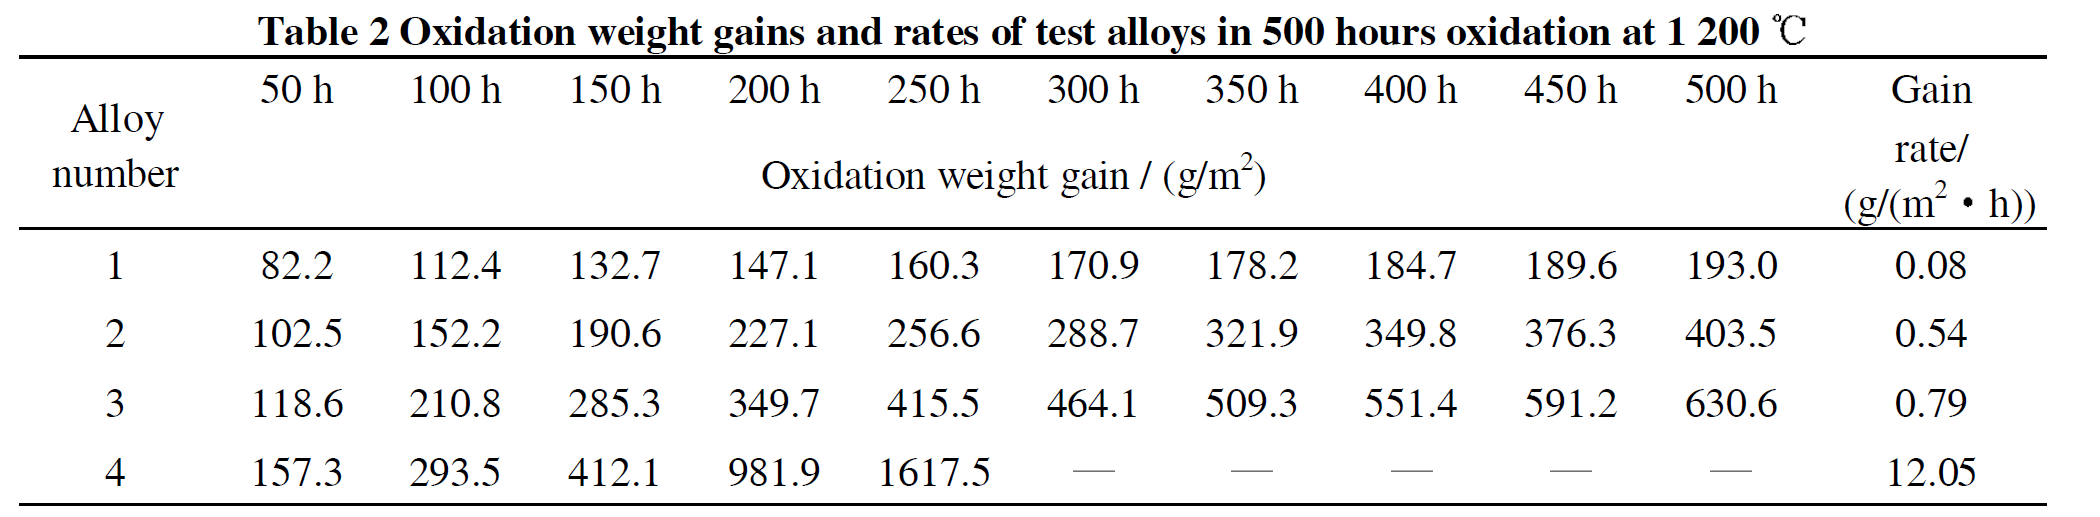 Table 2 Oxidation weight gains and rates of test alloys in 500 hours oxidation at 1 200 ℃
Alloy number 50 h 100 h 150 h 200 h 250 h 300 h 350 h 400 h 450 h 500 h Gain rate/ (g/(m²·h))
Oxidation weight gain / (g/m²)
1 82.2 112.4 132.7 147.1 160.3 170.9 178.2 184.7 189.6 193.0 0.08
2 102.5 152.2 190.6 227.1 256.6 288.7 321.9 349.8 376.3 403.5 0.54
3 118.6 210.8 285.3 349.7 415.5 464.1 509.3 551.4 591.2 630.6 0.79
4 157.3 293.5 412.1 981.9 1617.5 — — — — — 12.05